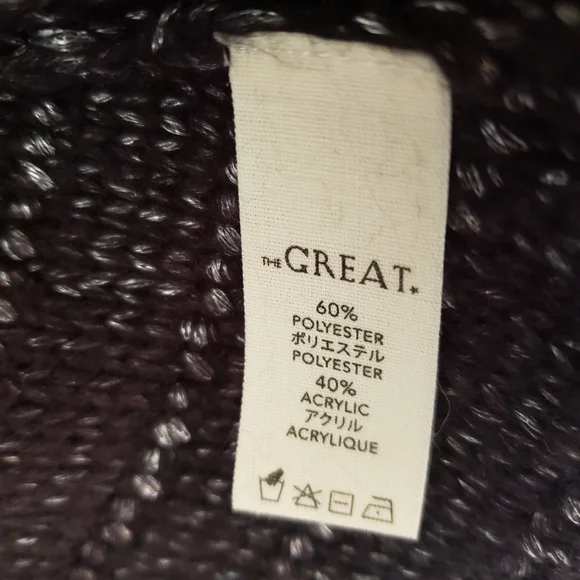 THE GREAT.
60%
POLYESTER
ポリエステル
POLYESTER
40%
ACRYLIC
アクリル
ACRYLIQUE